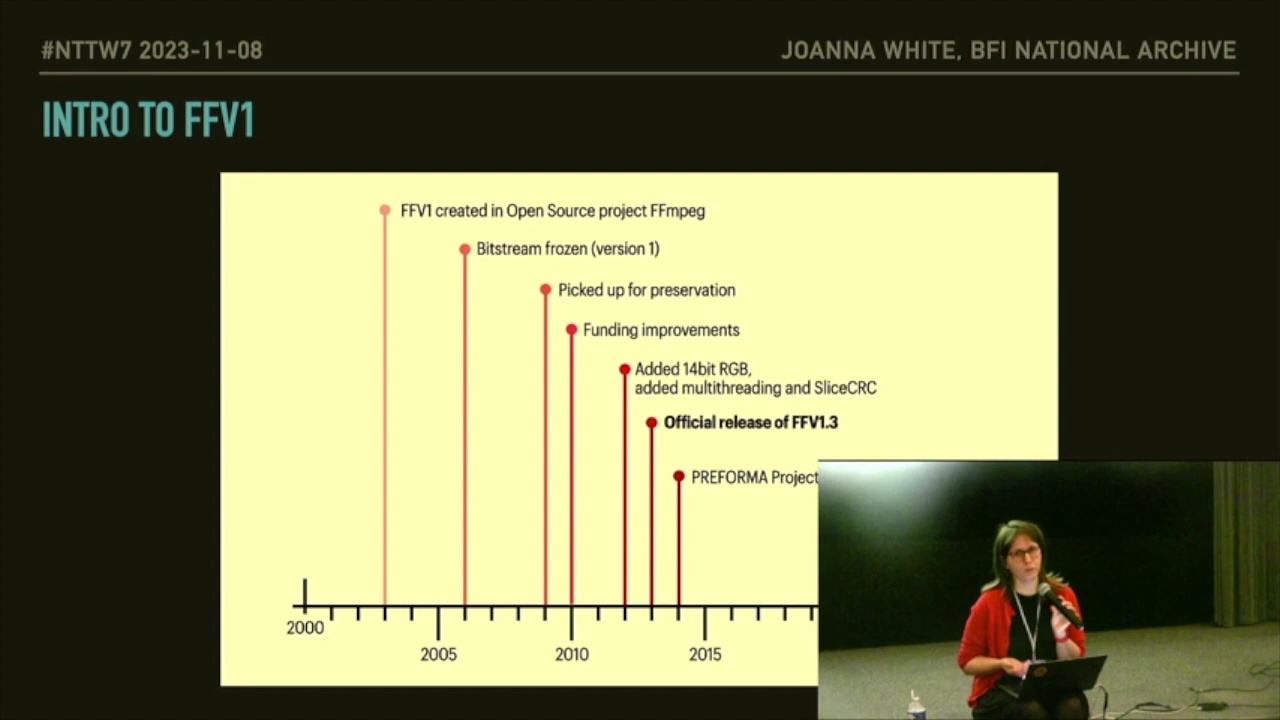 #NTTW7 2023-11-08
JOANNA WHITE, BFI NATIONAL ARCHIVE
INTRO TO FFV1
FFV1 created in Open Source project FFmpeg
Bitstream frozen (version 1)
Picked up for preservation
Funding improvements
Added 14bit RGB,
added multithreading and SliceCRC
Official release of FFV1.3
PREFORMA Project
2000
2005
2010
2015